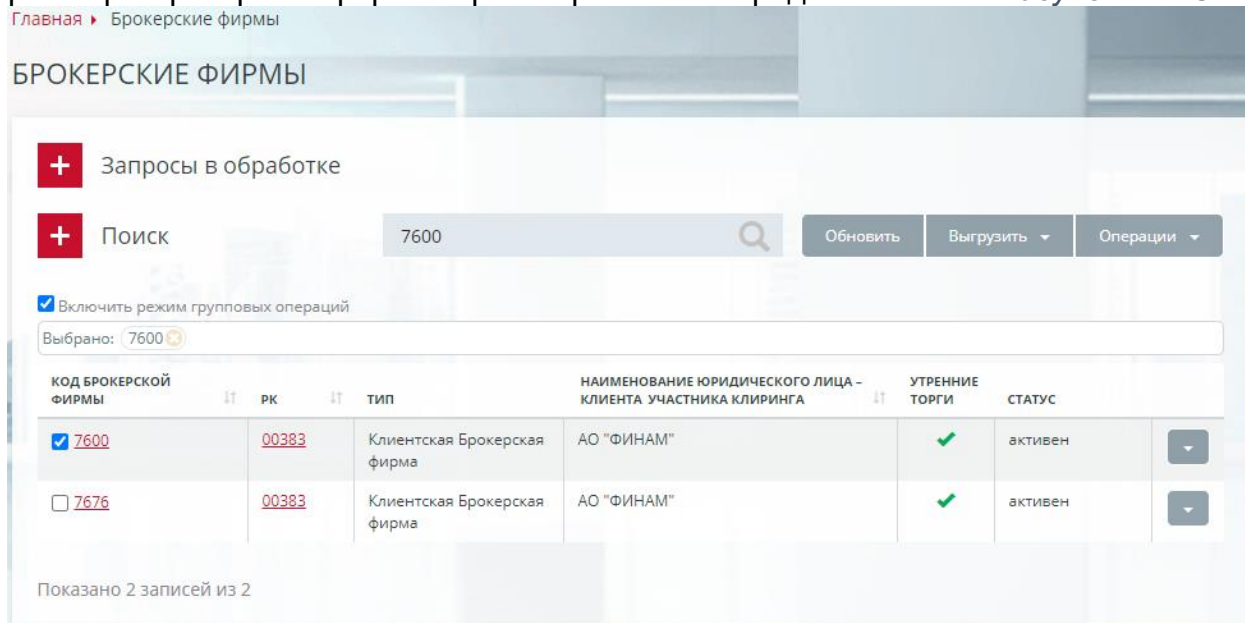 Главная Брокерские фирмы
БРОКЕРСКИЕ ФИРМЫ
Запросы в обработке
Поиск 7600 Обновить Выгрузить Операции
Включить режим групповых операций
Выбрано: 7600
КОД БРОКЕРСКОЙ ФИРМЫ РК ТИП НАИМЕНОВАНИЕ ЮРИДИЧЕСКОГО ЛИЦА – КЛИЕНТА УЧАСТНИКА КЛИРИНГА УТРЕННИЕ ТОРГИ СТАТУС
7600 00383 Клиентская Брокерская фирма АО "ФИНАМ" активен
7676 00383 Клиентская Брокерская фирма АО "ФИНАМ" активен
Показано 2 записей из 2